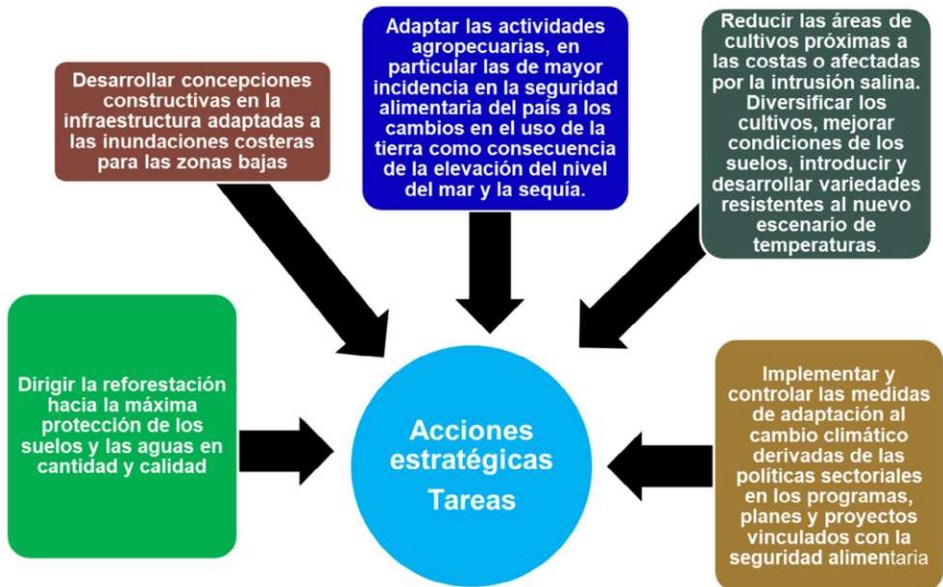 Desarrollar concepciones
constructivas en la
infraestructura adaptadas a
las inundaciones costeras
para las zonas bajas
Adaptar las actividades
agropecuarias, en
particular las de mayor
incidencia en la seguridad
alimentaria del país a los
cambios en el uso de la
tierra como consecuencia
de la elevación del nivel
del mar y la sequía.
Reducir las áreas de
cultivos próximas a
las costas o afectadas
por la intrusión salina.
Diversificar los
cultivos, mejorar
condiciones de los
suelos, introducir y
desarrollar variedades
resistentes al nuevo
escenario de
temperaturas.
Dirigir la reforestación
hacia la máxima
protección de los
suelos y las aguas en
cantidad y calidad
Acciones
estratégicas
Tareas
Implementar y
controlar las medidas
de adaptación al
cambio climático
derivadas de las
políticas sectoriales
en los programas,
planes y proyectos
vinculados con la
seguridad alimentaria